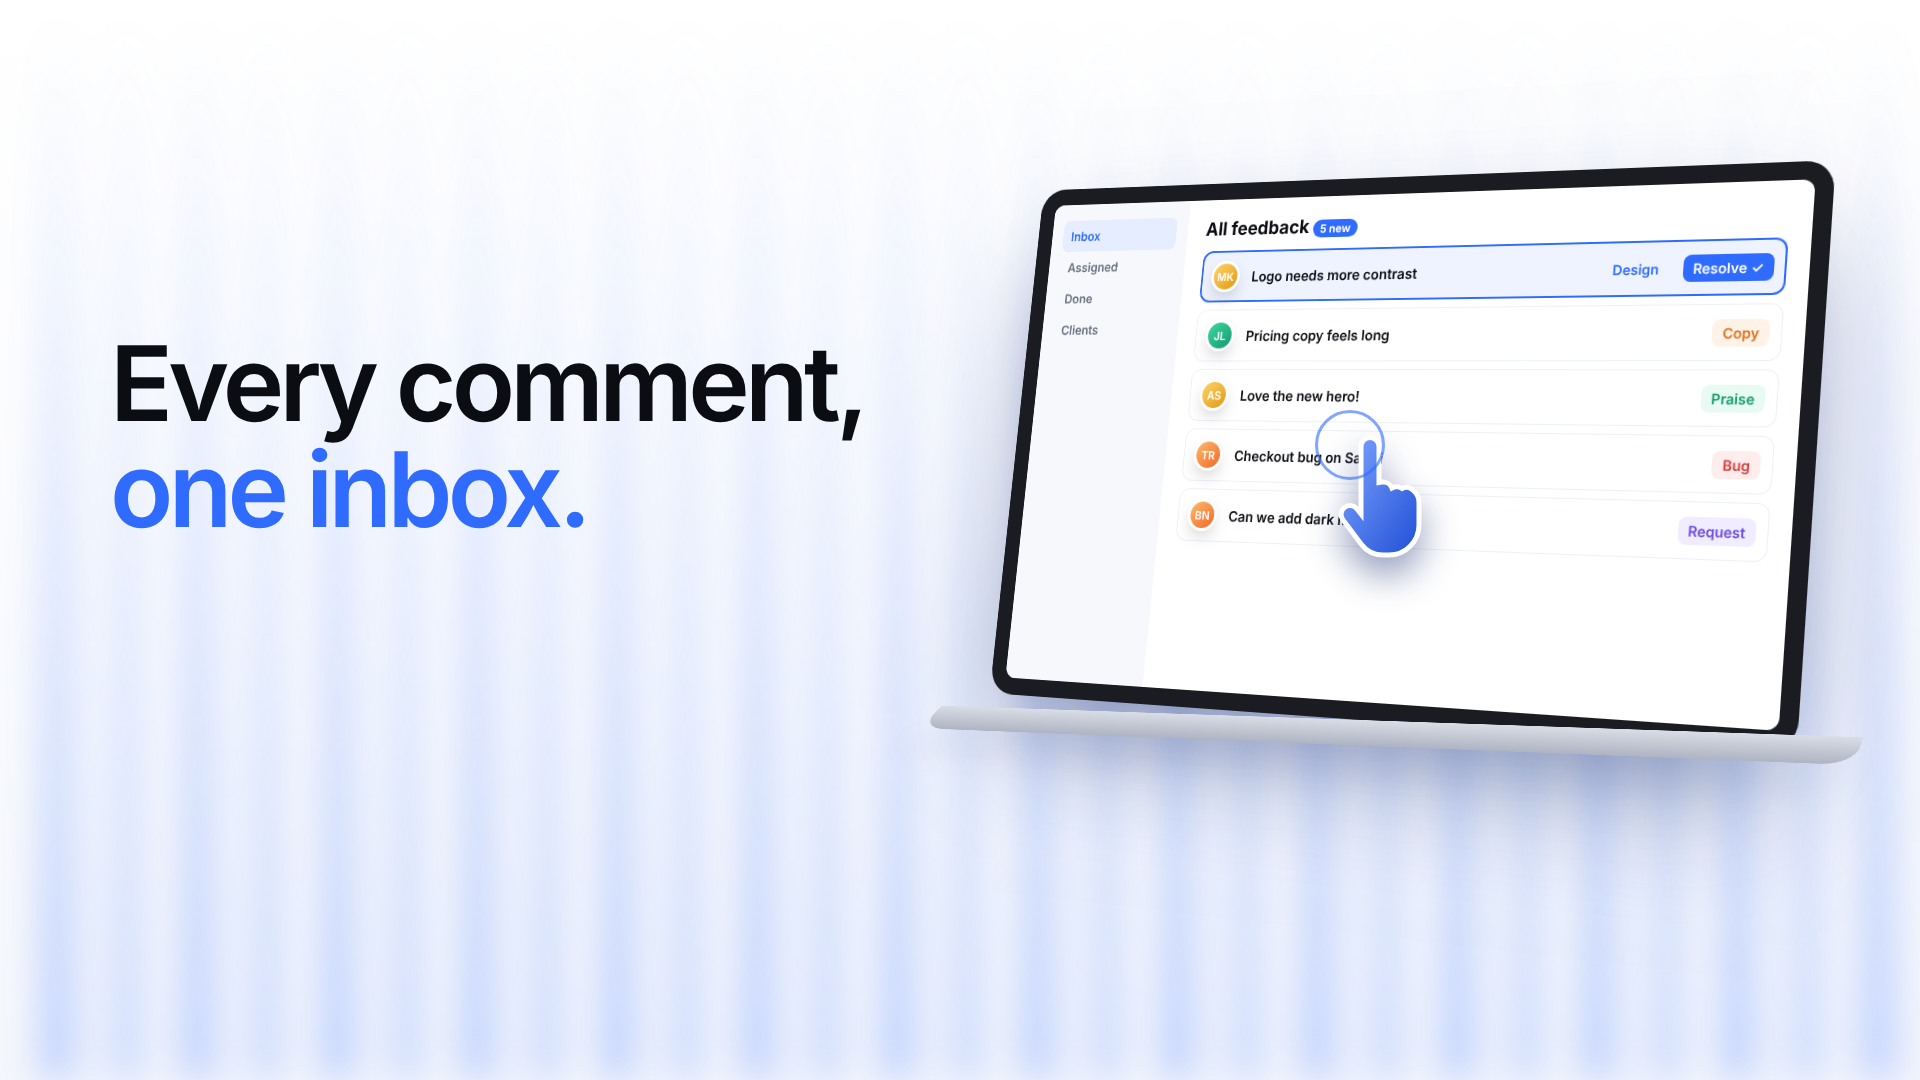 Every comment,
one inbox.
Inbox
Assigned
Done
Clients
All feedback 5 new
MK Logo needs more contrast Design Resolve
JL Pricing copy feels long Copy
AS Love the new hero! Praise
TR Checkout bug on Bug
BN Can we add dark Request